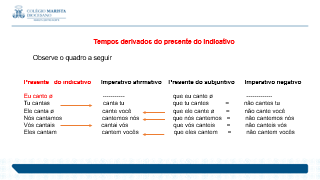 COLÉGIO MARISTA
DIOCESANO
Tempos derivados do presente do indicativo
Observe o quadro a seguir
Presente do indicativo Imperativo afirmativo Presente do subjuntivo Imperativo negativo
Eu canto ø ---------- que eu cante ø ------------
Tu cantas canta tu que tu cantes = não cantes tu
Ele canta ø cante você que ele cante ø = não cante você
Nós cantamos cantemos nós que nós cantemos = não cantemos nós
Vós cantais cantai vós que vós canteis = não canteis vós
Eles cantam cantem vocês que eles cantem = não cantem vocês